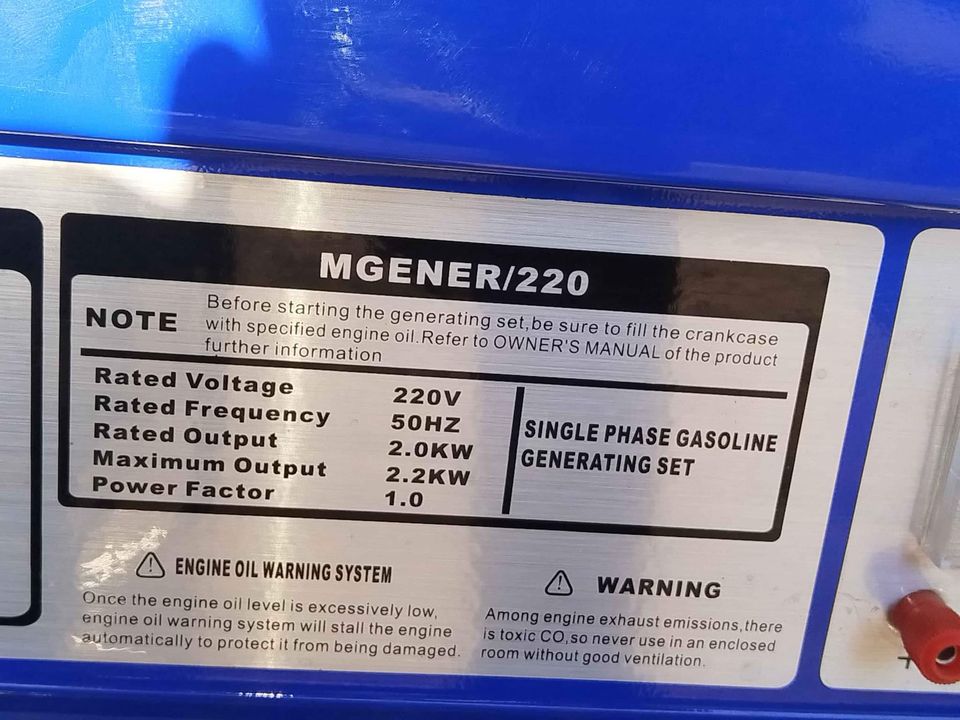 MGENER/220
NOTE
Before starting the generating set,be sure to fill the crankcase
with specified engine oil.Refer to OWNER'S MANUAL of the product
further information
Rated Voltage 220V
Rated Frequency 50HZ
Rated Output 2.0KW
Maximum Output 2.2KW
Power Factor 1.0
SINGLE PHASE GASOLINE
GENERATING SET
ENGINE OIL WARNING SYSTEM
Once the engine oil level is excessively low,
engine oil warning system will stall the engine
automatically to protect it from being damaged.
WARNING
Among engine exhaust emissions,there
is toxic CO,so never use in an enclosed
room without good ventilation.
+